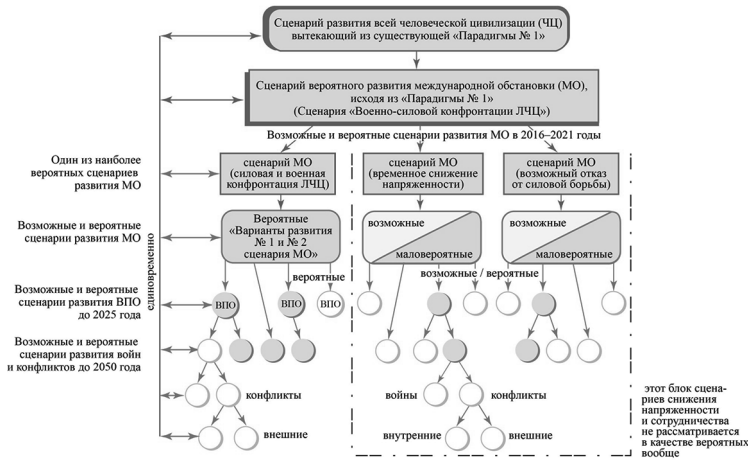 Сценарий развития всей человеческой цивилизации (ЧЦ)
вытекающий из существующей «Парадигмы № 1»
Сценарий вероятного развития международной обстановки (МО),
исходя из «Парадигмы № 1»
(Сценария «Военно-силовой конфронтации ЛЧЦ»)
Возможные и вероятные сценарии развития МО в 2016–2021 годы
Один из наиболее
вероятных сценариев
развития МО
сценарий МО
(силовая и военная
конфронтация ЛЧЦ)
сценарий МО
(временное снижение
напряженности)
сценарий МО
(возможный отказ
от силовой борьбы)
Возможные и вероятные
сценарии развития МО
единовременно
Вероятные
«Варианты развития
№ 1 и № 2
сценария МО»
возможные
маловероятные
возможные
маловероятные
вероятные
возможные / вероятные
Возможные и вероятные
сценарии развития ВПО
до 2025 года
ВПО
ВПО
ВПО
Возможные и вероятные
сценарии развития войн
и конфликтов до 2050 года
конфликты
войны
конфликты
внешние
внутренние
внешние
этот блок сцена-
риев снижения
напряженности
и сотрудничества
не рассматривается
в качестве вероятных
вообще